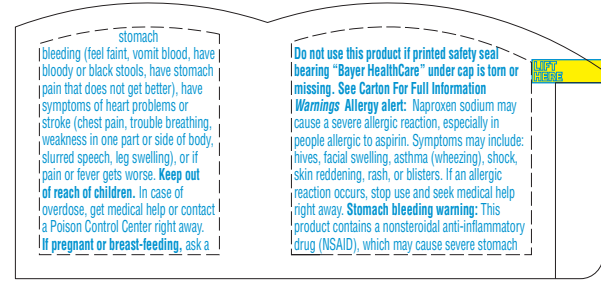 stomach
bleeding (feel faint, vomit blood, have
bloody or black stools, have stomach
pain that does not get better), have
symptoms of heart problems or
stroke (chest pain, trouble breathing,
weakness in one part or side of body,
slurred speech, leg swelling), or if
pain or fever gets worse. Keep out
of reach of children. In case of
overdose, get medical help or contact
a Poison Control Center right away.
If pregnant or breast-feeding, ask a
Do not use this product if printed safety seal
bearing “Bayer HealthCare” under cap is torn or
missing. See Carton For Full Information
Warnings Allergy alert: Naproxen sodium may
cause a severe allergic reaction, especially in
people allergic to aspirin. Symptoms may include:
hives, facial swelling, asthma (wheezing), shock,
skin reddening, rash, or blisters. If an allergic
reaction occurs, stop use and seek medical help
right away. Stomach bleeding warning: This
product contains a nonsteroidal anti-inflammatory
drug (NSAID), which may cause severe stomach
LIFT
HERE